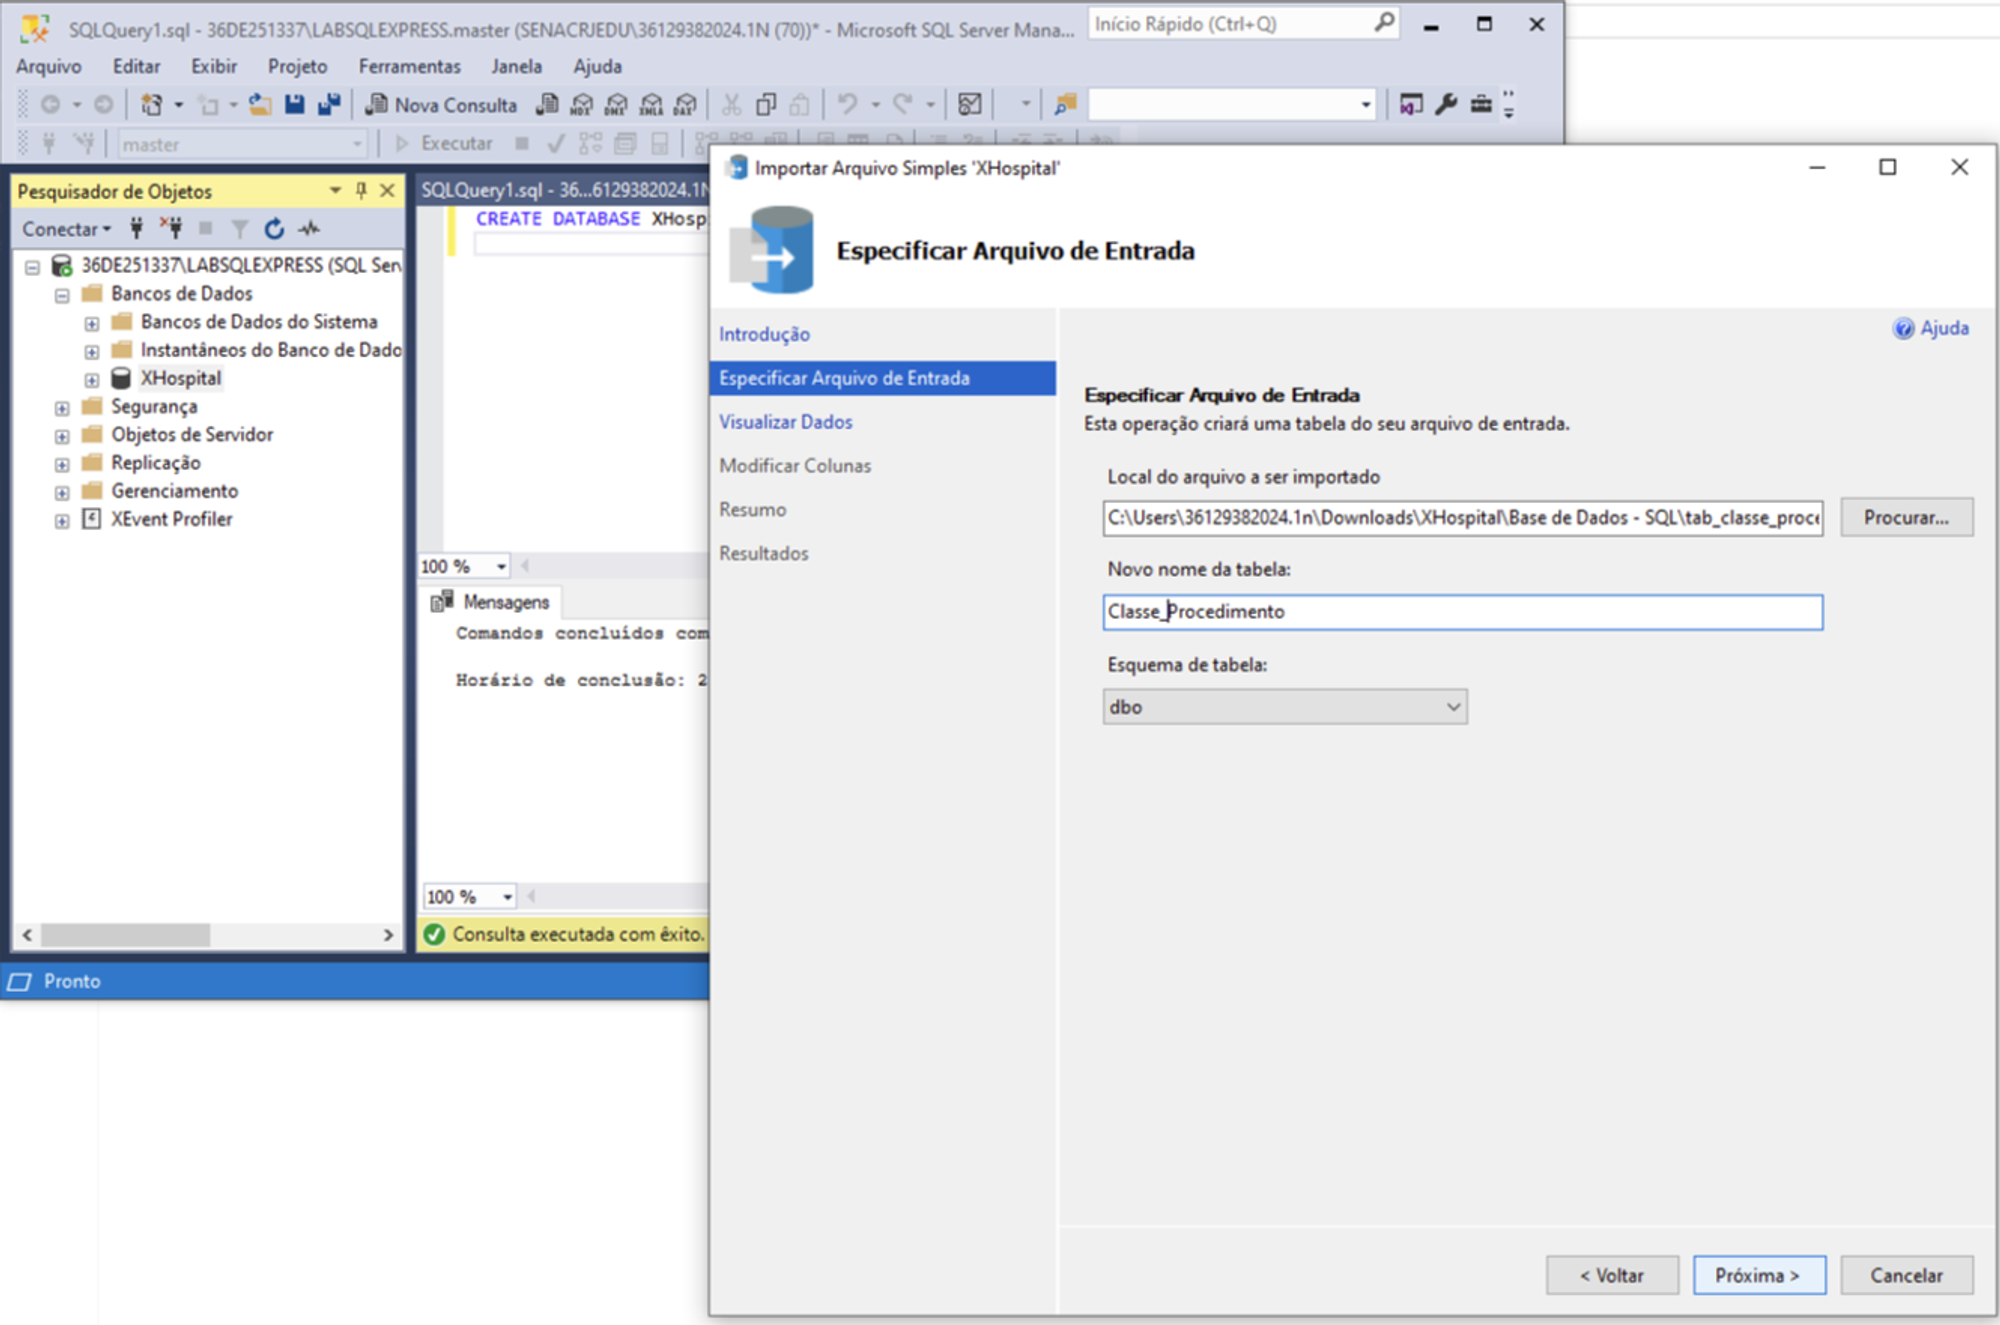 SQLQuery1.sql - 36DE251337\LABSQLEXPRESS.master (SENACRJEDU\36129382024.1N (70))* - Microsoft SQL Server Mana...
Início Rápido (Ctrl+Q)
Arquivo Editar Exibir Projeto Ferramentas Janela Ajuda
Nova Consulta MDX DMX XMLA DAX
master Executar
Pesquisador de Objetos
Conectar
36DE251337\LABSQLEXPRESS (SQL Ser
Bancos de Dados
Bancos de Dados do Sistema
Instantâneos do Banco de Dado
XHospital
Segurança
Objetos de Servidor
Replicação
Gerenciamento
XEvent Profiler
SQLQuery1.sql - 36...6129382024.1N
CREATE DATABASE XHosp
100 %
Mensagens
Comandos concluídos com
Horário de conclusão: 2
100 %
Consulta executada com êxito.
Pronto
Importar Arquivo Simples 'XHospital'
Especificar Arquivo de Entrada
Introdução
Especificar Arquivo de Entrada
Visualizar Dados
Modificar Colunas
Resumo
Resultados
Ajuda
Especificar Arquivo de Entrada
Esta operação criará uma tabela do seu arquivo de entrada.
Local do arquivo a ser importado
C:\Users\36129382024.1n\Downloads\XHospital\Base de Dados - SQL\tab_classe_proce
Procurar...
Novo nome da tabela:
Classe_Procedimento
Esquema de tabela:
dbo
< Voltar Próxima > Cancelar